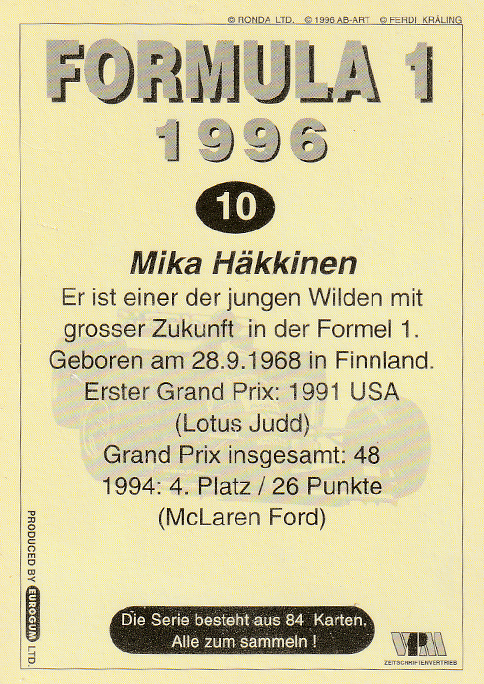 © RONDA LTD. © 1996 AB-ART © FERDI KRÄLING
FORMULA 1
1996
10
Mika Häkkinen
Er ist einer der jungen Wilden mit
grosser Zukunft in der Formel 1.
Geboren am 28.9.1968 in Finnland.
Erster Grand Prix: 1991 USA
(Lotus Judd)
Grand Prix insgesamt: 48
1994: 4. Platz / 26 Punkte
(McLaren Ford)
PRODUCED BY EUROGUM LTD.
Die Serie besteht aus 84 Karten.
Alle zum sammeln !
VPM
ZEITSCHRIFTENVERTRIEB